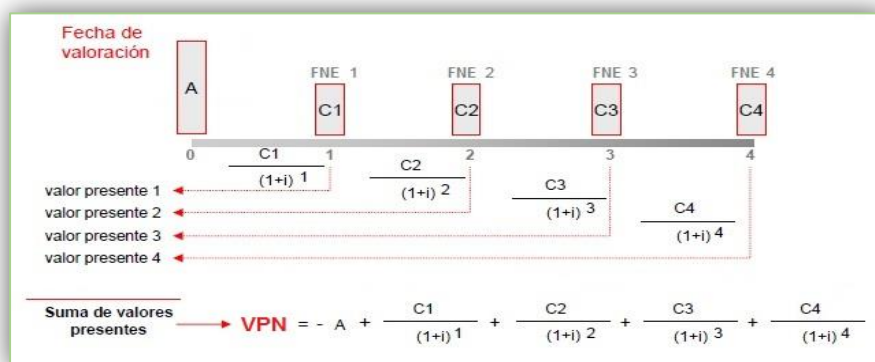 Fecha de
valoración
FNE 1 FNE 2 FNE 3 FNE 4
A C1 C2 C3 C4
0 1 2 3 4
C1
(1+i) 1
C2
(1+i) 2
C3
(1+i) 3
C4
(1+i) 4
valor presente 1
valor presente 2
valor presente 3
valor presente 4
Suma de valores
presentes
VPN = - A + C1 + C2 + C3 + C4
(1+i) 1 (1+i) 2 (1+i) 3 (1+i) 4